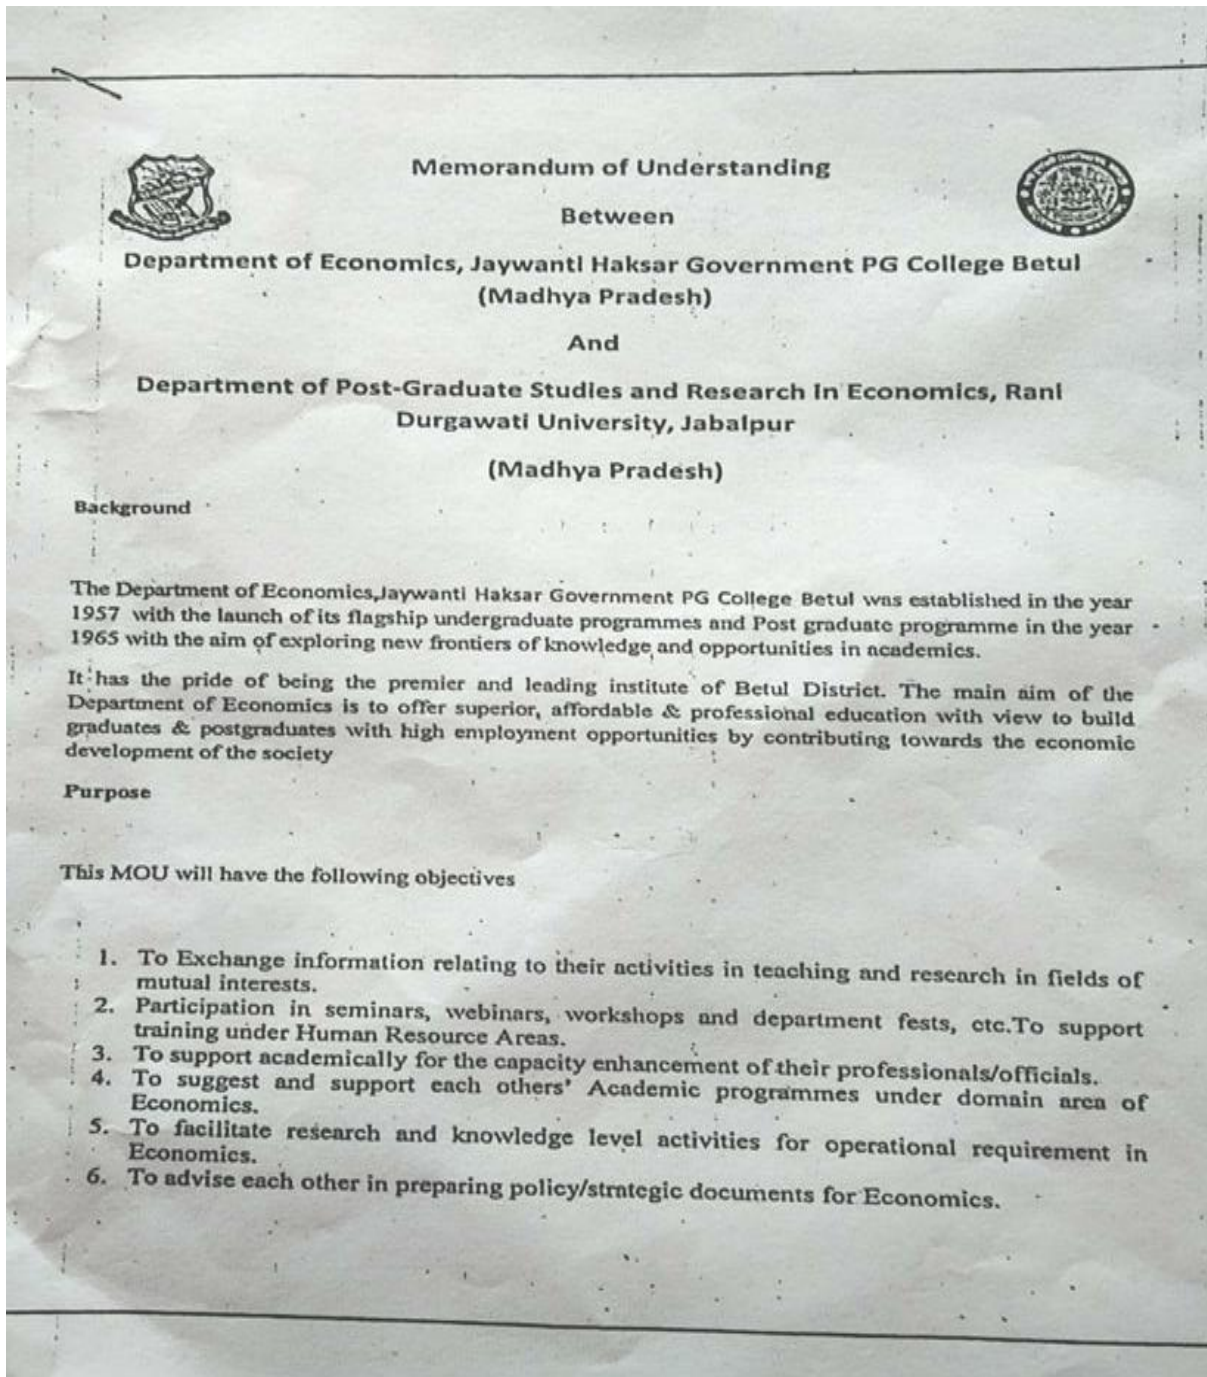 Memorandum of Understanding
Between
Department of Economics, Jaywanti Haksar Government PG College Betul
(Madhya Pradesh)
And
Department of Post-Graduate Studies and Research In Economics, Rani
Durgawati University, Jabalpur
(Madhya Pradesh)
Background
The Department of Economics,Jaywanti Haksar Government PG College Betul was established in the year
1957 with the launch of its flagship undergraduate programmes and Post graduate programme in the year
1965 with the aim of exploring new frontiers of knowledge and opportunities in academics.
It has the pride of being the premier and leading institute of Betul District. The main aim of the
Department of Economics is to offer superior, affordable & professional education with view to build
graduates & postgraduates with high employment opportunities by contributing towards the economic
development of the society
Purpose
This MOU will have the following objectives
1. To Exchange information relating to their activities in teaching and research in fields of
mutual interests.
2. Participation in seminars, webinars, workshops and department fests, etc.To support
training under Human Resource Areas.
3. To support academically for the capacity enhancement of their professionals/officials.
4. To suggest and support each others' Academic programmes under domain area of
Economics.
5. To facilitate research and knowledge level activities for operational requirement in
Economics.
6. To advise each other in preparing policy/strategic documents for Economics.